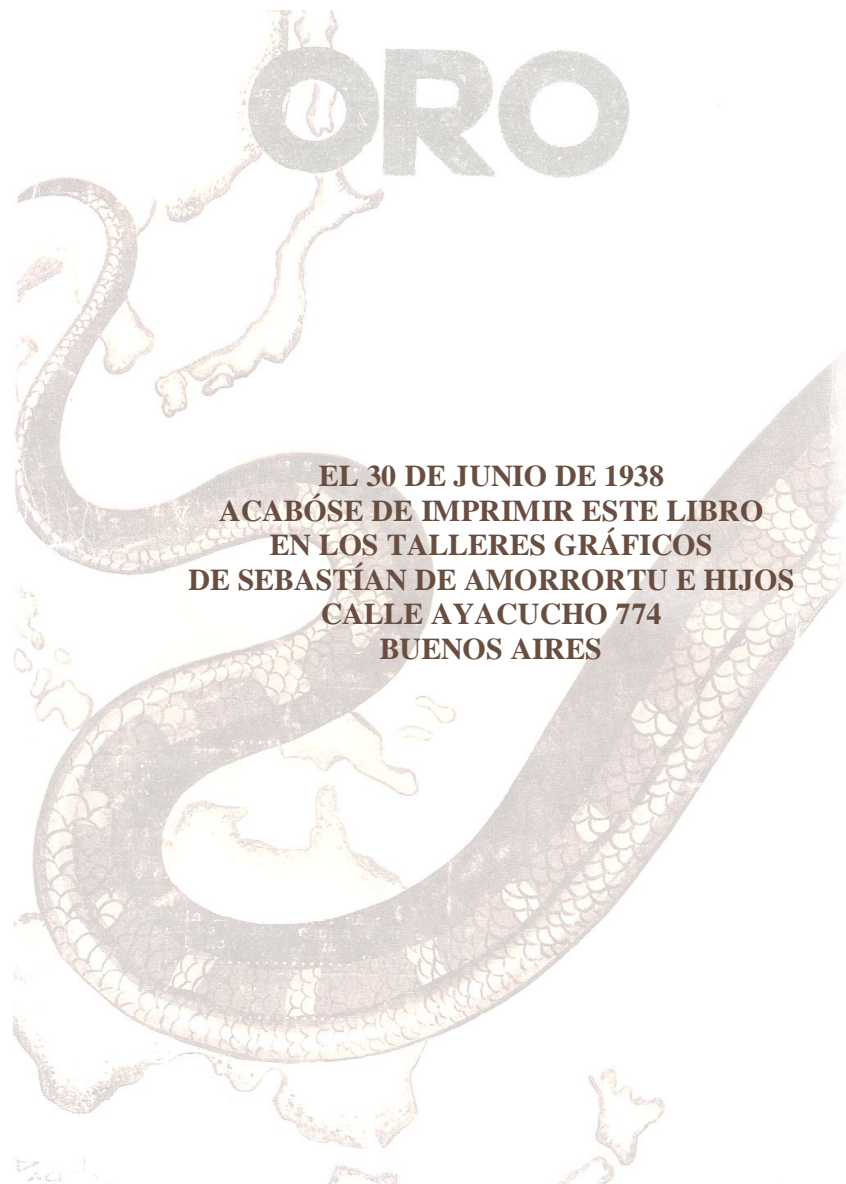 ORO
EL 30 DE JUNIO DE 1938
ACABÓSE DE IMPRIMIR ESTE LIBRO
EN LOS TALLERES GRÁFICOS
DE SEBASTÍAN DE AMORRORTU E HIJOS
CALLE AYACUCHO 774
BUENOS AIRES